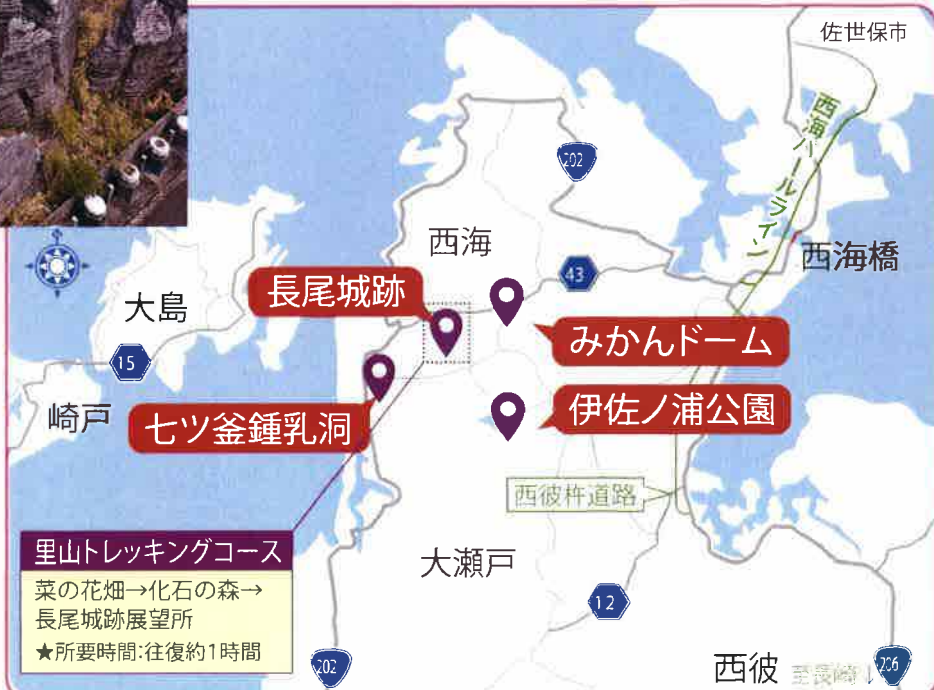 佐世保市
西海パールライン
202
西海
西海橋
43
長尾城跡
大島
みかんドーム
15
崎戸
七ツ釜鍾乳洞
伊佐ノ浦公園
西彼杵道路
里山トレッキングコース
菜の花畑→化石の森→
長尾城跡展望所
★所要時間:往復約1時間
大瀬戸
12
202
西彼
至長崎↓
206